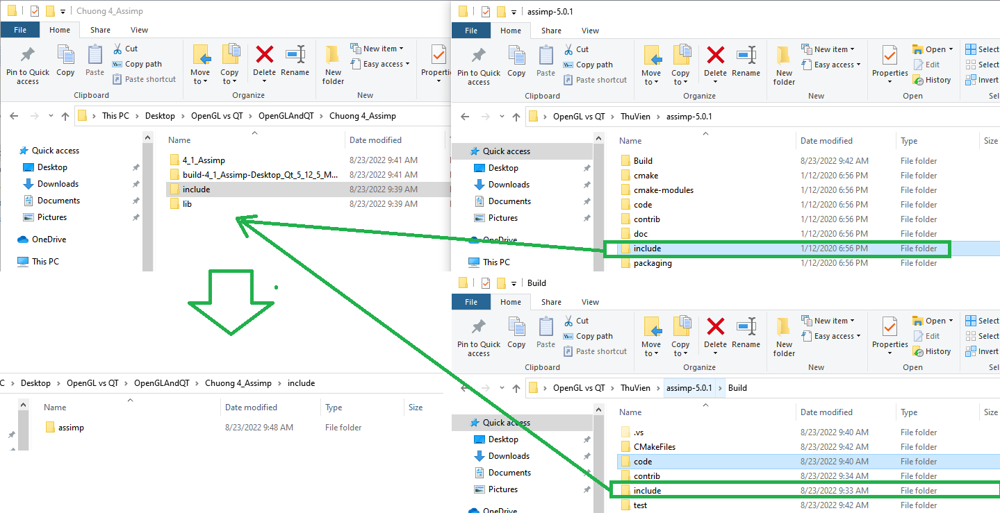 Chuong 4_Assimp
File Home Share View
Pin to Quick access
Copy
Paste
Cut
Copy path
Paste shortcut
Clipboard
Move to
Copy to
Delete
Rename
Organize
New folder
New item
Easy access
New
Properti
This PC > Desktop > OpenGL vs QT > OpenGLAndQT > Chuong 4_Assimp
Quick access
Desktop
Downloads
Documents
Pictures
OneDrive
This PC
Name Date modified
4_1_Assimp 8/23/2022 9:41 AM
build-4_1_Assimp-Desktop_Qt_5_12_5_M... 8/23/2022 9:41 AM
include 8/23/2022 9:39 AM
lib 8/23/2022 9:39 AM
assimp-5.0.1
File Home Share View
Pin to Quick access
Copy
Paste
Cut
Copy path
Paste shortcut
Clipboard
Move to
Copy to
Delete
Rename
Organize
New folder
New item
Easy access
New
Properties
Open
Edit
History
Open
Select
Select
Invert
Sel
OpenGL vs QT > ThuVien > assimp-5.0.1
Quick access
Desktop
Downloads
Documents
Pictures
OneDrive
This PC
Name Date modified Type Size
Build 8/23/2022 9:42 AM File folder
cmake 1/12/2020 6:56 PM File folder
cmake-modules 1/12/2020 6:56 PM File folder
code 1/12/2020 6:56 PM File folder
contrib 1/12/2020 6:56 PM File folder
doc 1/12/2020 6:56 PM File folder
include 1/12/2020 6:56 PM File folder
packaging 1/12/2020 6:56 PM File folder
C > Desktop > OpenGL vs QT > OpenGLAndQT > Chuong 4_Assimp > include
Name Date modified Type Size
assimp 8/23/2022 9:48 AM File folder
Build
File Home Share View
Pin to Quick access
Copy
Paste
Cut
Copy path
Paste shortcut
Clipboard
Move to
Copy to
Delete
Rename
Organize
New folder
New item
Easy access
New
Properties
Open
Edit
History
Open
Select
Select
Invert
Sel
OpenGL vs QT > ThuVien > assimp-5.0.1 > Build
Quick access
Desktop
Downloads
Documents
Pictures
OneDrive
Name Date modified Type Size
.vs 8/23/2022 9:40 AM File folder
CMakeFiles 8/23/2022 9:42 AM File folder
code 8/23/2022 9:40 AM File folder
contrib 8/23/2022 9:34 AM File folder
include 8/23/2022 9:33 AM File folder
test 8/23/2022 9:42 AM File folder